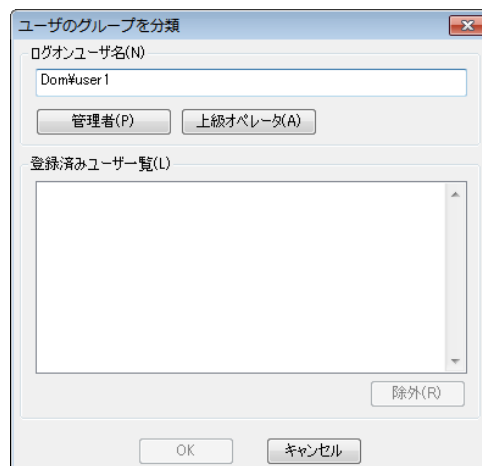 ユーザのグループを分類
ログオンユーザ名(N)
Dom¥user1
管理者(P) 上級オペレータ(A)
登録済みユーザ一覧(L)
除外(R)
OK キャンセル